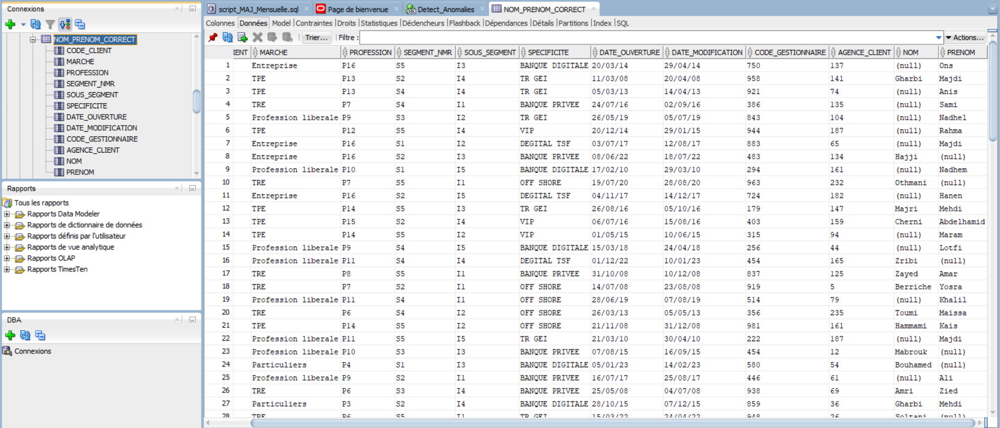 Connexions
NOM_PRENOM_CORRECT
CODE_CLIENT
MARCHE
PROFESSION
SEGMENT_NMR
SOUS_SEGMENT
SPECIFICITE
DATE_OUVERTURE
DATE_MODIFICATION
CODE_GESTIONNAIRE
AGENCE_CLIENT
NOM
PRENOM
Rapports
Tous les rapports
Rapports Data Modeler
Rapports de dictionnaire de données
Rapports définis par l'utilisateur
Rapports de vue analytique
Rapports OLAP
Rapports TimesTen
DBA
Connexions
script_MAJ_Mensuelle.sql Page de bienvenue Detect_Anomalies NOM_PRENOM_CORRECT
Colonnes Données Model Contraintes Droits Statistiques Déclencheurs Flashback Dépendances Détails Partitions Index SQL
Trier... Filtre : Actions...
IENT MARCHE PROFESSION SEGMENT_NMR SOUS_SEGMENT SPECIFICITE DATE_OUVERTURE DATE_MODIFICATION CODE_GESTIONNAIRE AGENCE_CLIENT NOM PRENOM
1 Entreprise P16 S5 I3 BANQUE DIGITALE 20/03/14 29/04/14 750 137 (null) Ons
2 TPE P13 S2 I4 TR GEI 11/03/08 20/04/08 958 141 Gharbi Majdi
3 TPE P13 S4 I4 TR GEI 05/03/13 14/04/13 921 74 (null) Anis
4 TRE P7 S4 I1 BANQUE PRIVEE 24/07/16 02/09/16 386 135 (null) Sami
5 Profession liberale P9 S3 I2 TR GEI 26/05/19 05/07/19 843 104 (null) Nadhel
6 TPE P12 S5 I4 VIP 20/12/14 29/01/15 944 187 (null) Rahma
7 Entreprise P16 S1 I2 DEGITAL TSF 03/07/17 12/08/17 883 65 (null) Majdi
8 Entreprise P16 S2 I3 BANQUE PRIVEE 08/06/22 18/07/22 483 134 Hajji (null)
9 Profession liberale P10 S1 I5 BANQUE DIGITALE 17/02/10 29/03/10 294 161 (null) Nadhem
10 TRE P7 S5 I1 OFF SHORE 19/07/20 28/08/20 963 232 Othmani (null)
11 Entreprise P16 S2 I5 DEGITAL TSF 04/11/17 14/12/17 724 182 (null) Hanen
12 TPE P14 S5 I3 TR GEI 26/08/16 05/10/16 179 147 Majri Mehdi
13 TPE P15 S2 I4 VIP 06/07/16 15/08/16 403 159 Cherni Abdelhamid
14 TPE P14 S5 I2 VIP 01/05/15 10/06/15 315 94 (null) Maram
15 Profession liberale P9 S4 I5 BANQUE DIGITALE 15/03/18 24/04/18 256 44 (null) Lotfi
16 Profession liberale P11 S4 I4 DEGITAL TSF 01/12/22 10/01/23 454 165 Zribi (null)
17 TRE P8 S5 I1 BANQUE PRIVEE 31/10/08 10/12/08 837 125 Zayed Amar
18 TRE P7 S2 I1 OFF SHORE 14/07/08 23/08/08 919 5 Berriche Yosra
19 Profession liberale P11 S4 I1 OFF SHORE 28/06/19 07/08/19 514 79 (null) Khalil
20 TRE P6 S4 I2 OFF SHORE 26/03/13 05/05/13 356 235 Toumi Maissa
21 TPE P14 S5 I2 OFF SHORE 21/11/08 31/12/08 981 161 Hammami Kais
22 Profession liberale P11 S5 I5 TR GEI 21/03/10 30/04/10 222 187 (null) Majdi
23 Profession liberale P10 S3 I3 BANQUE PRIVEE 07/08/15 16/09/15 454 12 Mabrouk (null)
24 Particuliers P4 S1 I3 BANQUE DIGITALE 05/01/23 14/02/23 580 54 Bouhamed (null)
25 Profession liberale P9 S2 I1 BANQUE PRIVEE 16/07/17 25/08/17 446 61 (null) Ali
26 TRE P6 S3 I4 BANQUE PRIVEE 25/05/08 04/07/08 938 69 Amri Zied
27 Particuliers P3 S2 I4 BANQUE DIGITALE 28/10/15 07/12/15 859 36 Gharbi Mehdi
28 TPE P6 S5 I1 TR GEI 15/03/22 24/04/22 948 26 Soltani (null)